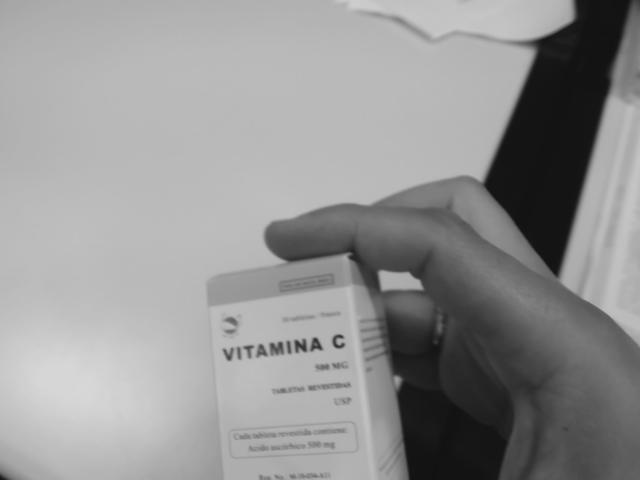 VITAMINA C
500 MG
TABLETAS REVESTIDAS
USP
Cada tableta revestida contiene:
Acido ascórbico 500 mg